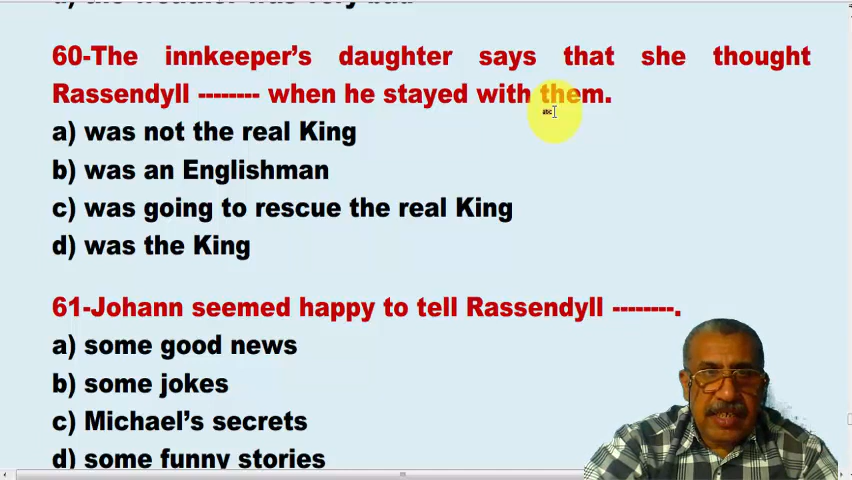 60-The innkeeper's daughter says that she thought
Rassendyll -------- when he stayed with them.
a) was not the real King
b) was an Englishman
c) was going to rescue the real King
d) was the King
61-Johann seemed happy to tell Rassendyll --------.
a) some good news
b) some jokes
c) Michael's secrets
d) some funny stories